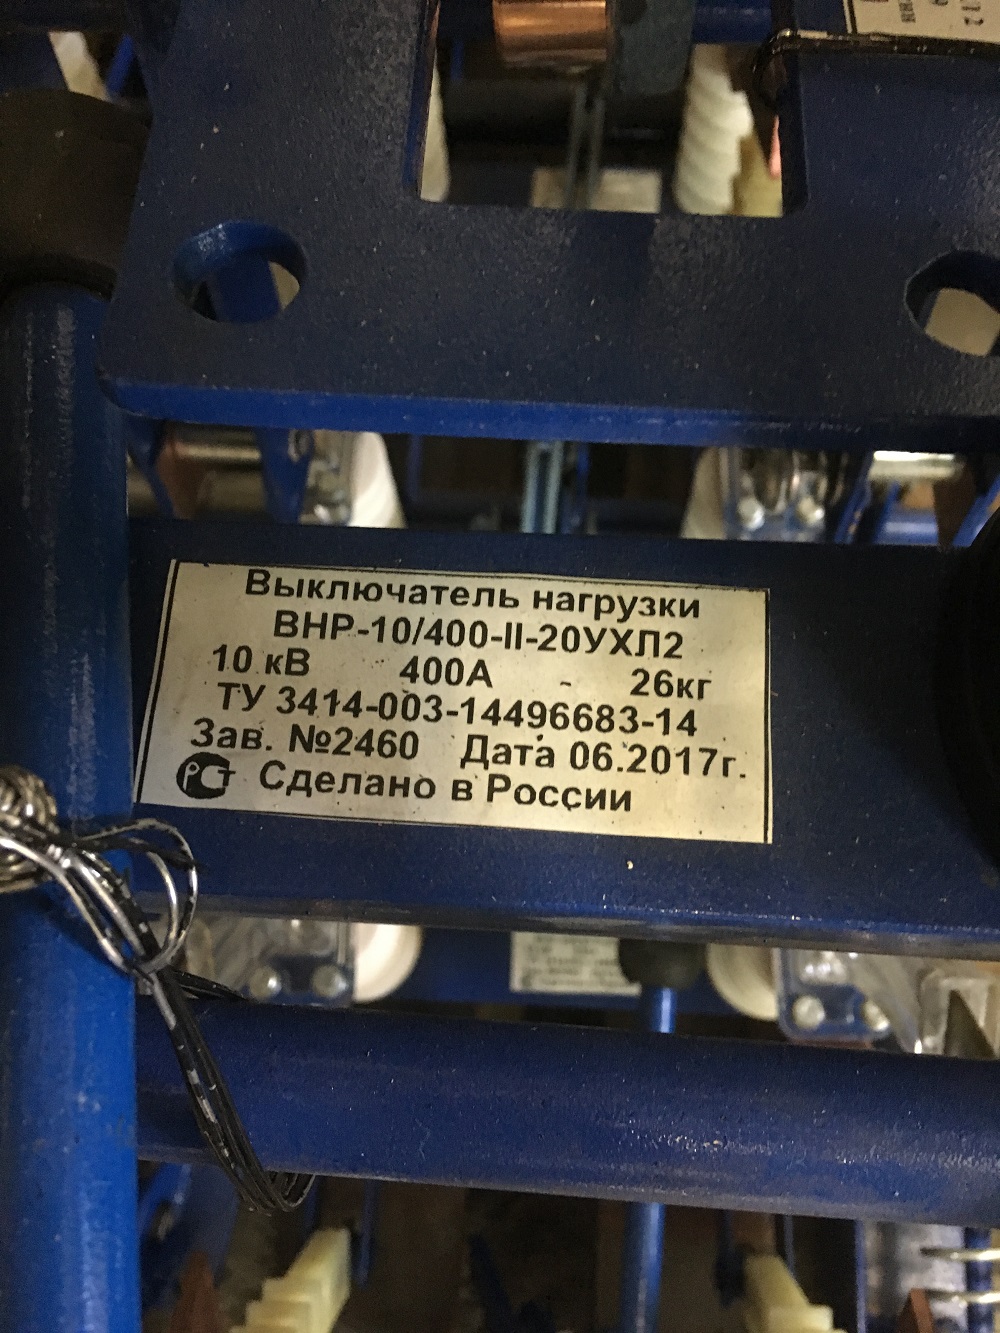 Выключатель нагрузки
ВНР-10/400-II-20УХЛ2
10 кВ 400А - 26кг
ТУ 3414-003-14496683-14
Зав. №2460 Дата 06.2017г.
РСТ Сделано в России